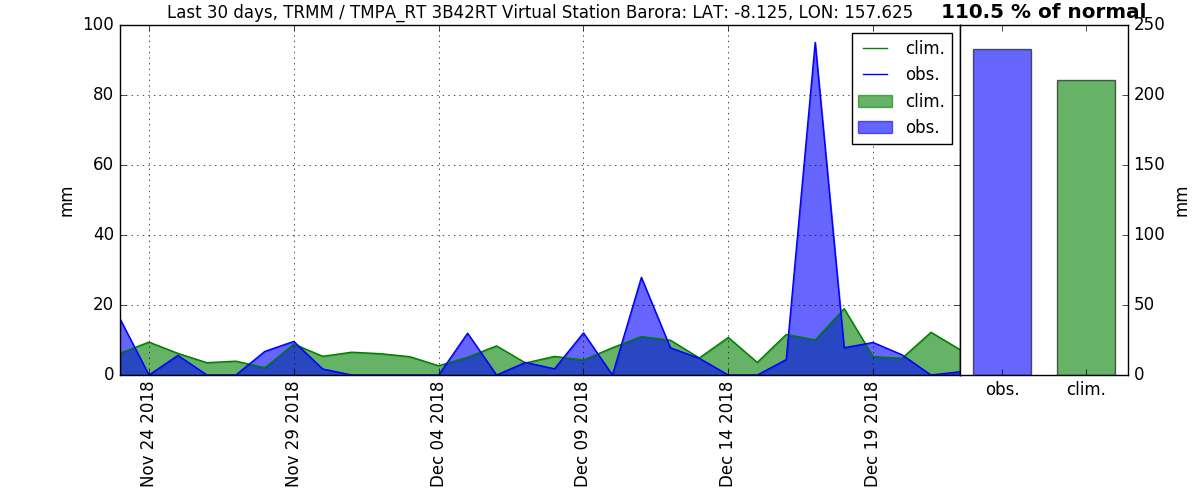 Last 30 days, TRMM / TMPA_RT 3B42RT Virtual Station Barora: LAT: -8.125, LON: 157.625
110.5 % of normal
clim.
obs.
clim.
obs.
mm
100
80
60
40
20
0
Nov 24 2018
Nov 29 2018
Dec 04 2018
Dec 09 2018
Dec 14 2018
Dec 19 2018
250
200
150
100
50
0
mm
obs.
clim.